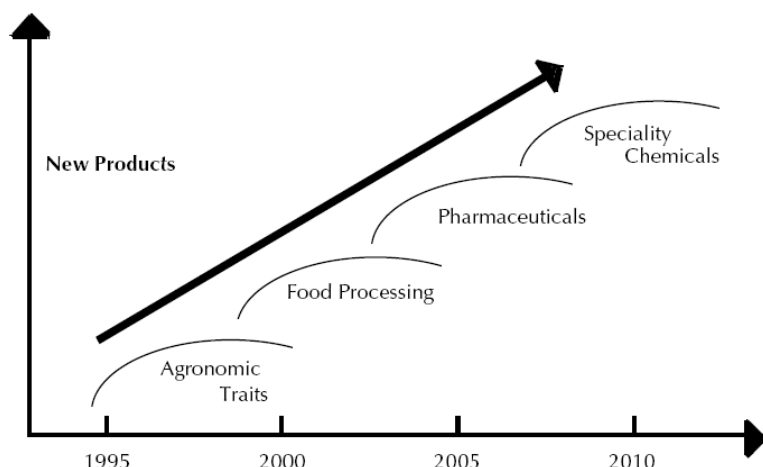 New Products
Speciality
Chemicals
Pharmaceuticals
Food Processing
Agronomic
Traits
1995
2000
2005
2010